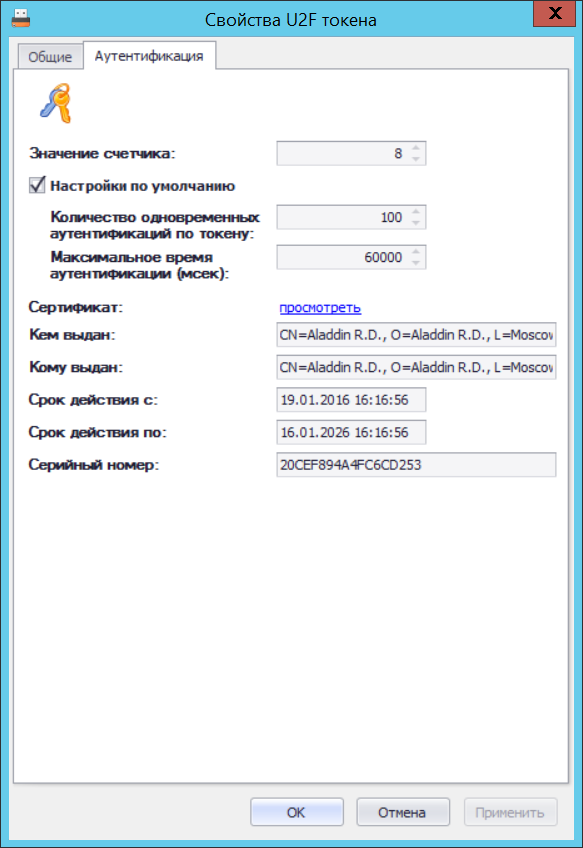 Свойства U2F токена
X
Общие
Аутентификация
Значение счетчика:
8
Настройки по умолчанию
Количество одновременных
аутентификаций по токену:
100
Максимальное время
аутентификации (мсек):
60000
Сертификат:
просмотреть
Кем выдан:
CN=Aladdin R.D., O=Aladdin R.D., L=Moscow
Кому выдан:
CN=Aladdin R.D., O=Aladdin R.D., L=Moscow
Срок действия с:
19.01.2016 16:16:56
Срок действия по:
16.01.2026 16:16:56
Серийный номер:
20CEF894A4FC6CD253
ОК
Отмена
Применить